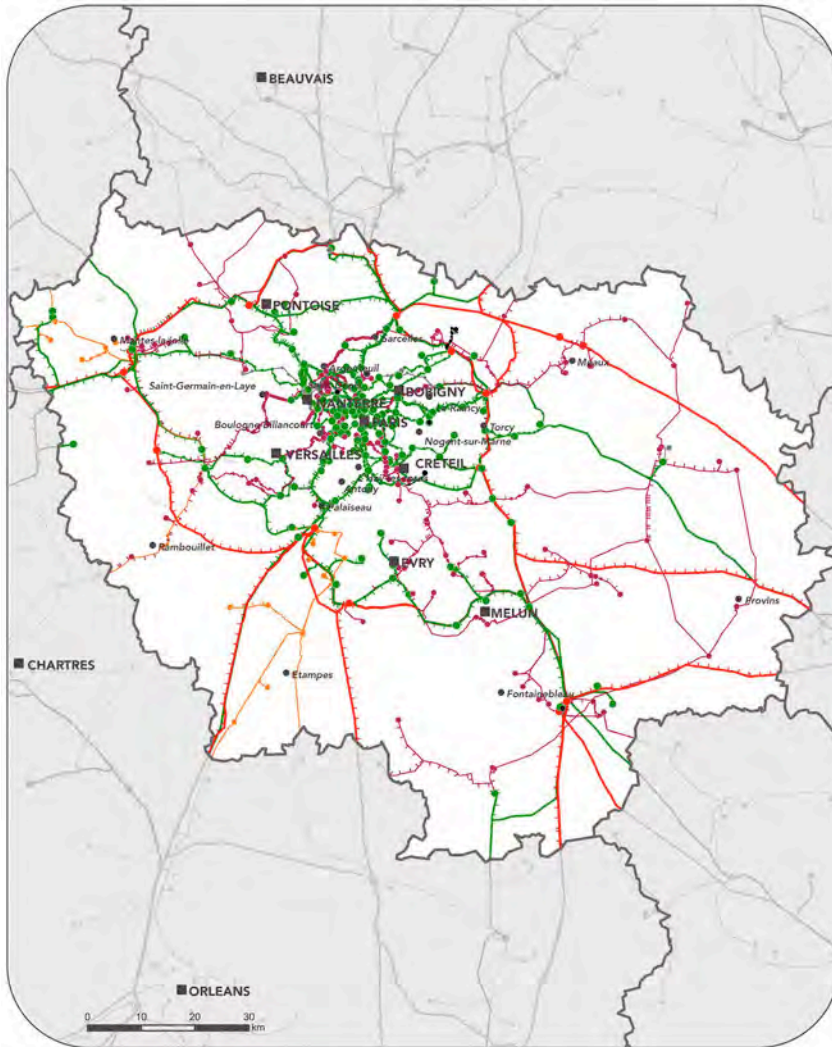 BEAUVAIS
PONTOISE
Mantes-la-Jolie
Sarcelles
Meaux
Argenteuil
Saint-Germain-en-Laye
NANTERRE
BOBIGNY
Le Raincy
Boulogne-Billancourt
PARIS
Torcy
Nogent-sur-Marne
VERSAILLES
CRETEIL
Antony
Palaiseau
Rambouillet
EVRY
Provins
MELUN
CHARTRES
Etampes
Fontainebleau
ORLEANS
0 10 20 30
km